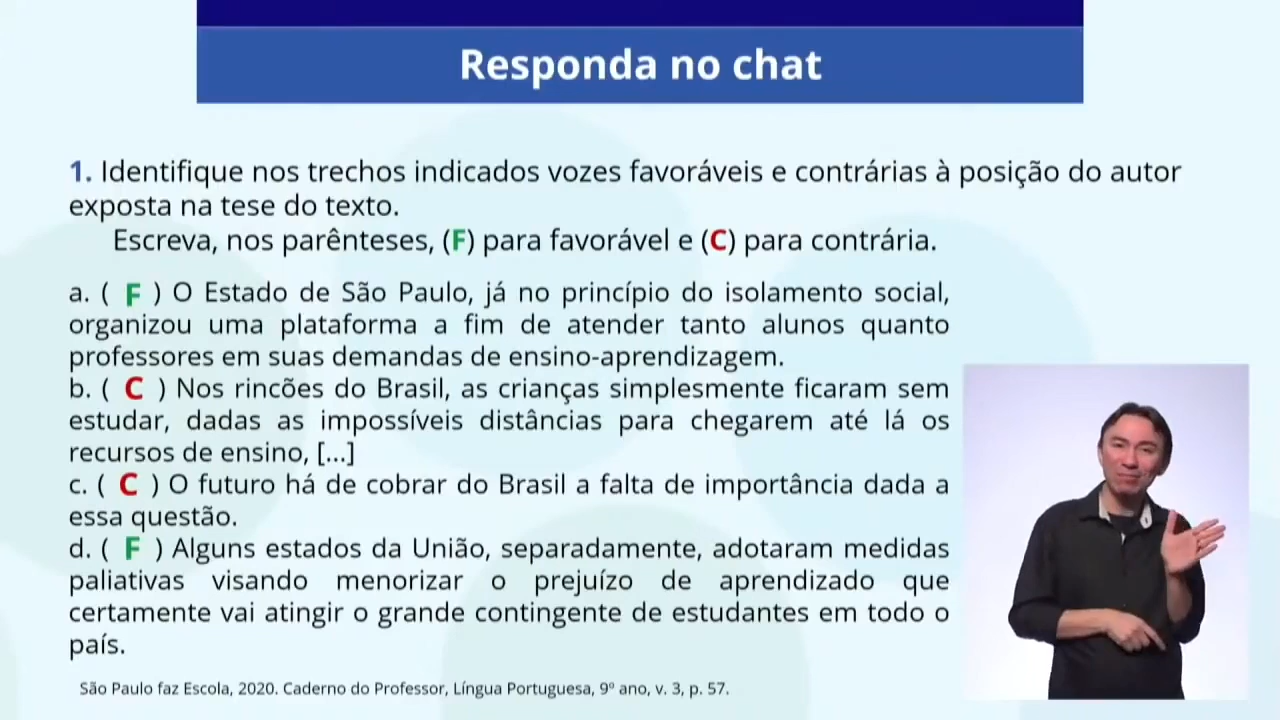 Responda no chat
1. Identifique nos trechos indicados vozes favoráveis e contrárias à posição do autor
exposta na tese do texto.
Escreva, nos parênteses, (F) para favorável e (C) para contrária.
a. ( F ) O Estado de São Paulo, já no princípio do isolamento social,
organizou uma plataforma a fim de atender tanto alunos quanto
professores em suas demandas de ensino-aprendizagem.
b. ( C ) Nos rincões do Brasil, as crianças simplesmente ficaram sem
estudar, dadas as impossíveis distâncias para chegarem até lá os
recursos de ensino, [...]
c. ( C ) O futuro há de cobrar do Brasil a falta de importância dada a
essa questão.
d. ( F ) Alguns estados da União, separadamente, adotaram medidas
paliativas visando menorizar o prejuízo de aprendizado que
certamente vai atingir o grande contingente de estudantes em todo o
país.
São Paulo faz Escola, 2020. Caderno do Professor, Língua Portuguesa, 9º ano, v. 3, p. 57.